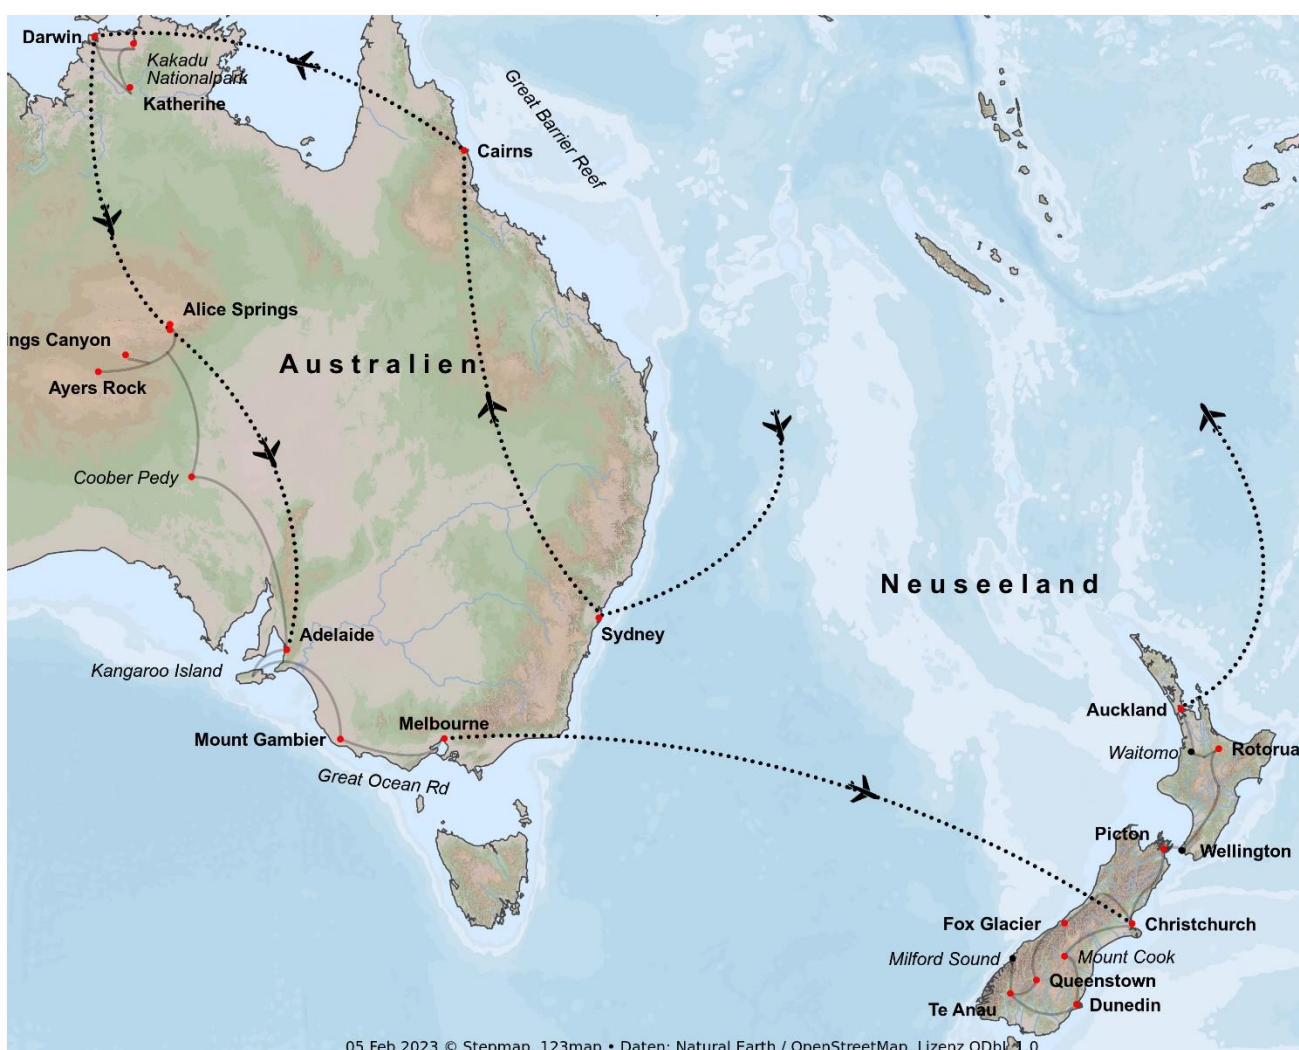 Darwin
Kakadu
Nationalpark
Katherine
Great Barrier Reef
Cairns
Alice Springs
ings Canyon
Ayers Rock
Australien
Coober Pedy
Neuseeland
Adelaide
Sydney
Kangaroo Island
Auckland
Melbourne
Mount Gambier
Waitomo
Rotorua
Great Ocean Rd
Picton
Wellington
Fox Glacier
Christchurch
Milford Sound
Mount Cook
Queenstown
Te Anau
Dunedin
05 Feb 2023 © Stepmap, 123map • Daten: Natural Earth / OpenStreetMap, Lizenz ODbL 1.0